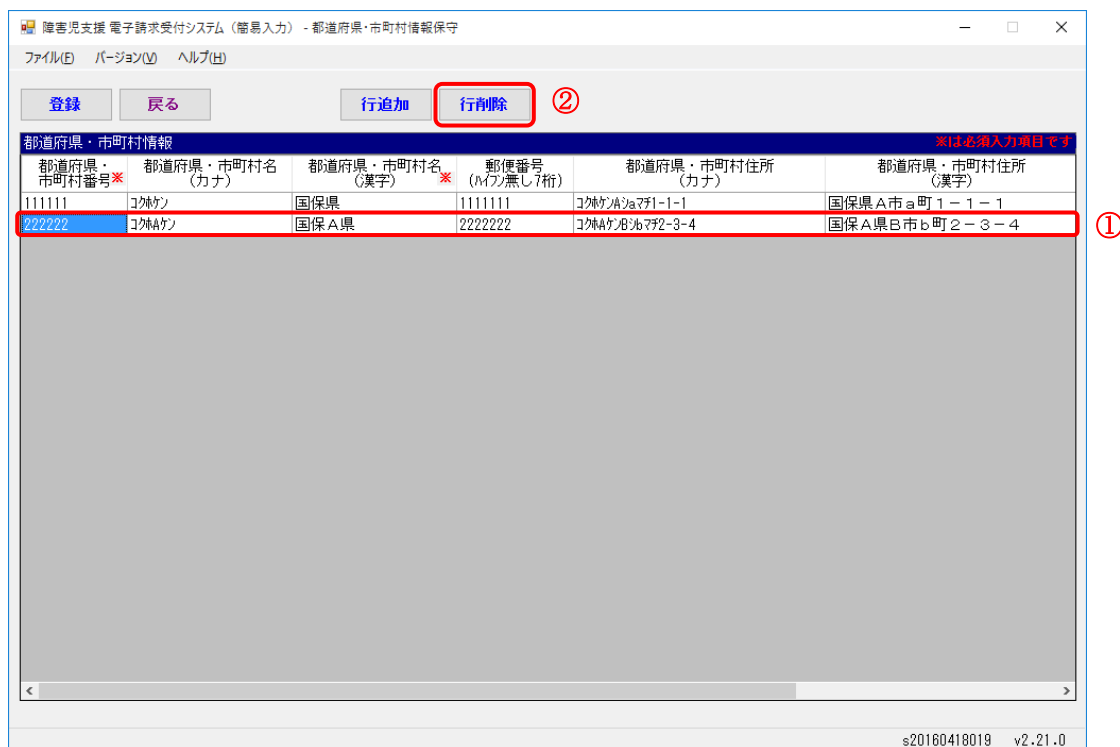 障害児支援 電子請求受付システム（簡易入力） - 都道府県･市町村情報保守
ファイル(F) バージョン(V) ヘルプ(H)
登録 戻る 行追加 行削除 ②
都道府県・市町村情報 ※は必須入力項目です
都道府県・市町村番号※ 都道府県・市町村名(カナ) 都道府県・市町村名(漢字)※ 郵便番号(ﾊｲﾌﾝ無し7桁) 都道府県・市町村住所(カナ) 都道府県・市町村住所(漢字)
111111 ｺｸﾎｹﾝ 国保県 1111111 ｺｸﾎｹﾝAｼaﾏﾁ1-1-1 国保県Ａ市ａ町１－１－１
222222 ｺｸﾎAｹﾝ 国保Ａ県 2222222 ｺｸﾎAｹﾝBｼbﾏﾁ2-3-4 国保Ａ県Ｂ市ｂ町２－３－４ ①
s20160418019 v2.21.0